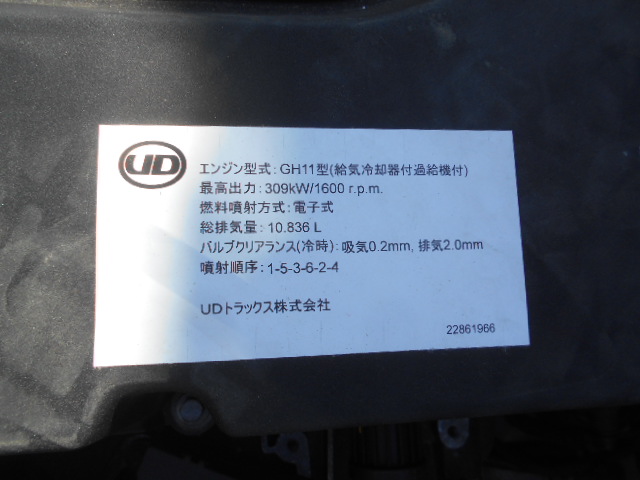 UD
エンジン型式: GH11型(給気冷却器付過給機付)
最高出力: 309kW/1600 r.p.m.
燃料噴射方式: 電子式
総排気量: 10.836 L
バルブクリアランス(冷時): 吸気0.2mm, 排気2.0mm
噴射順序: 1-5-3-6-2-4
UDトラックス株式会社
22861966